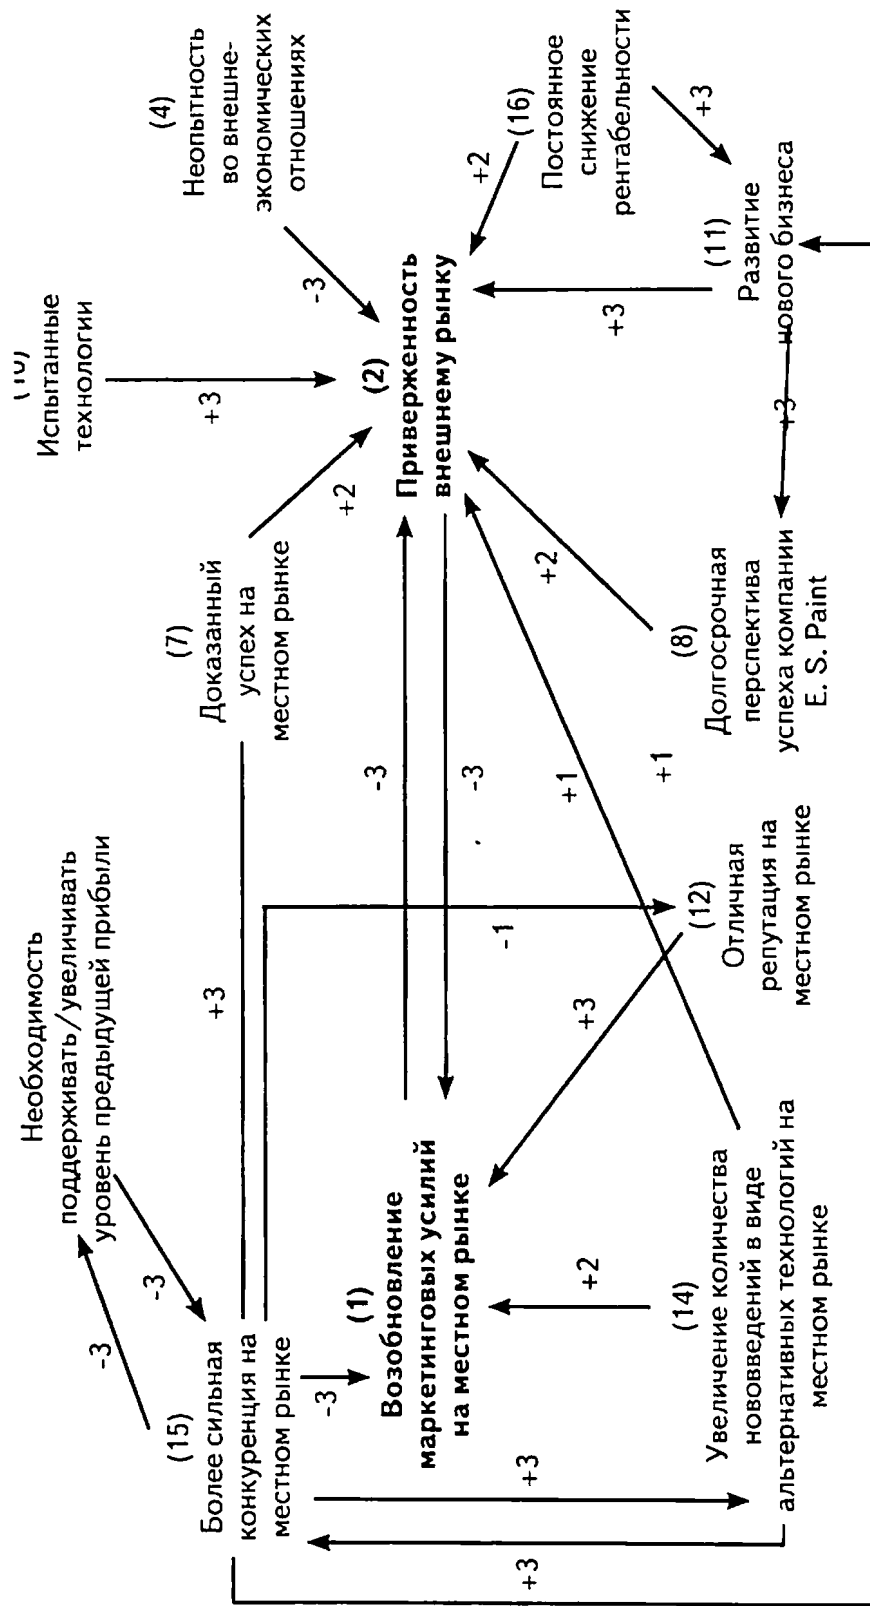 Необходимость
поддерживать/увеличивать
уровень предыдущей прибыли
-3
-3
(15)
Более сильная
конкуренция на
местном рынке
+3
(7)
Доказанный
успех на
местном рынке
+2
Испытанные
технологии
+3
(4)
Неопытность
во внешне-
экономических
отношениях
-3
-3
(1)
Возобновление
маркетинговых усилий
на местном рынке
-3
-3
(2)
Приверженность
внешнему рынку
+2
(16)
Постоянное
снижение
рентабельности
+3
-1
+3
+3
+3
+2
+1
+2
+3
+1
(14)
Увеличение количества
нововведений в виде
альтернативных технологий на
местном рынке
(12)
Отличная
репутация на
местном рынке
(8)
Долгосрочная
перспектива
успеха компании
E. S. Paint
+3
(11)
Развитие
нового бизнеса